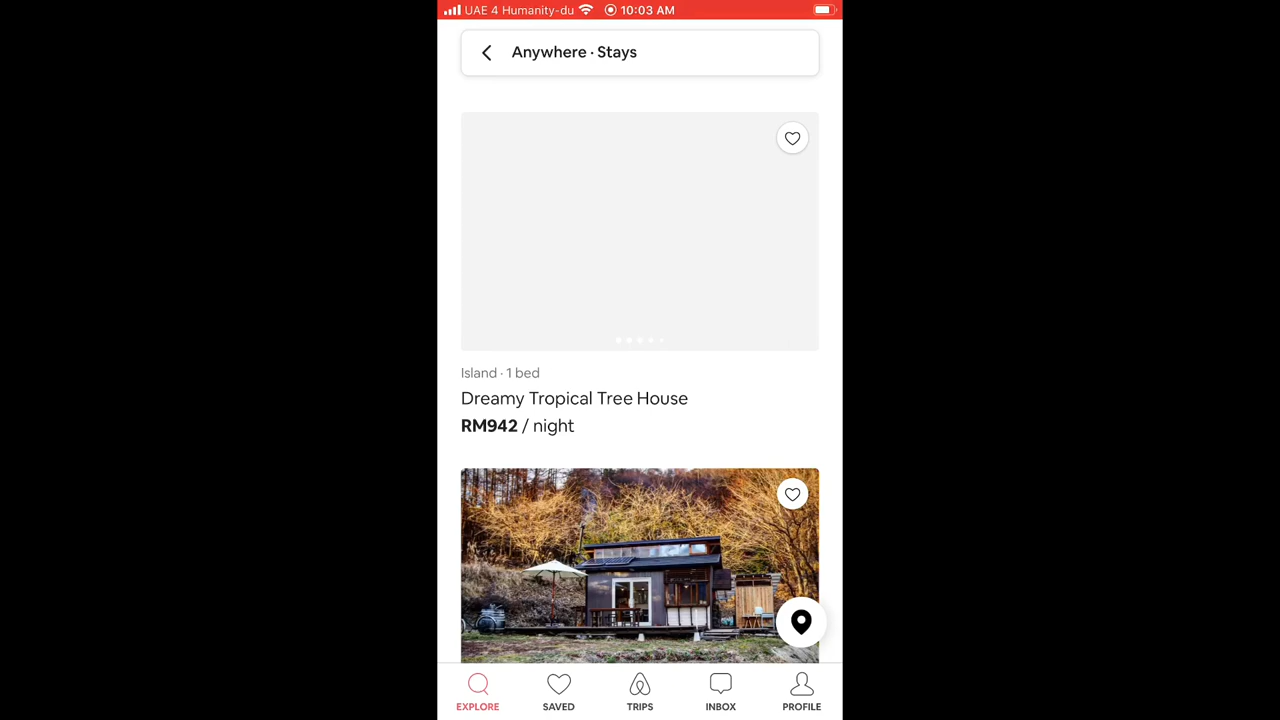 UAE 4 Humanity-du 10:03 AM
Anywhere · Stays
Island · 1 bed
Dreamy Tropical Tree House
RM942 / night
EXPLORE SAVED TRIPS INBOX PROFILE